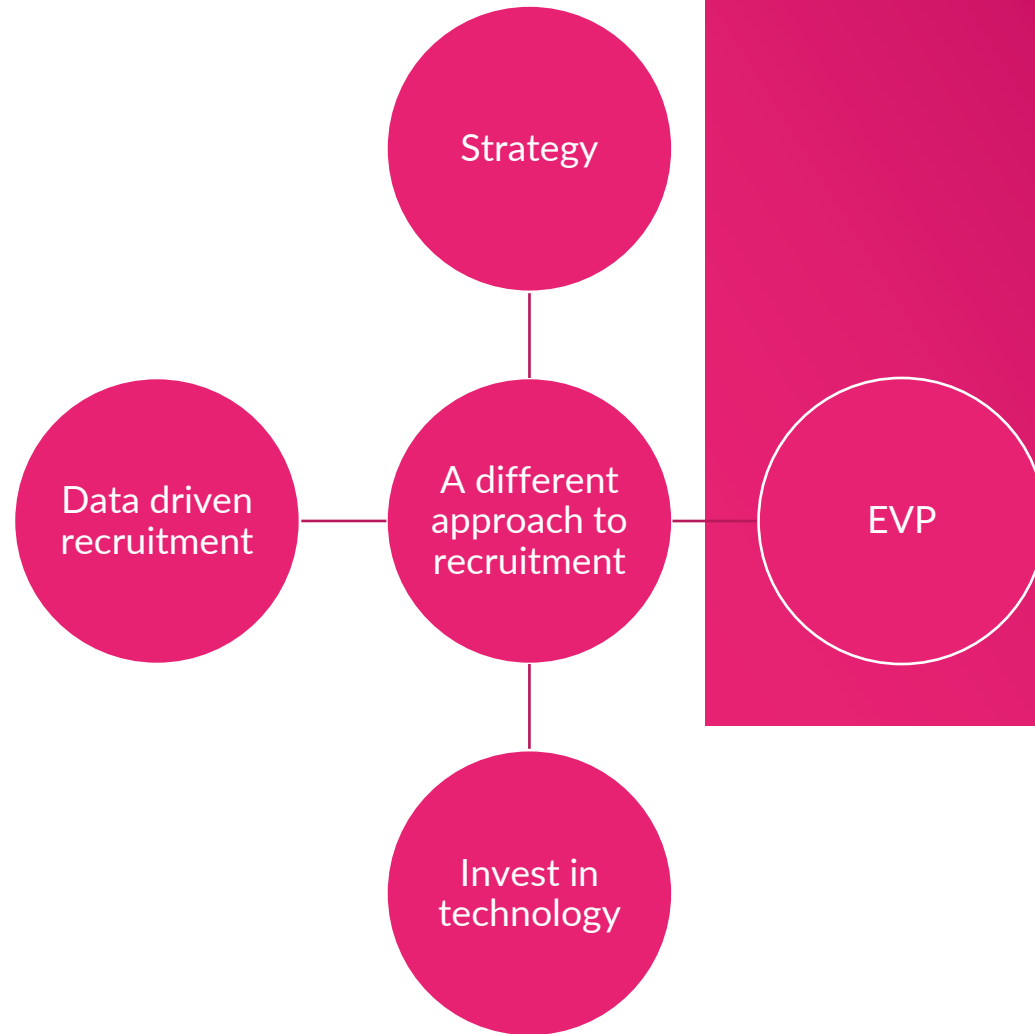 Strategy
Data driven
recruitment
A different
approach to
recruitment
EVP
Invest in
technology